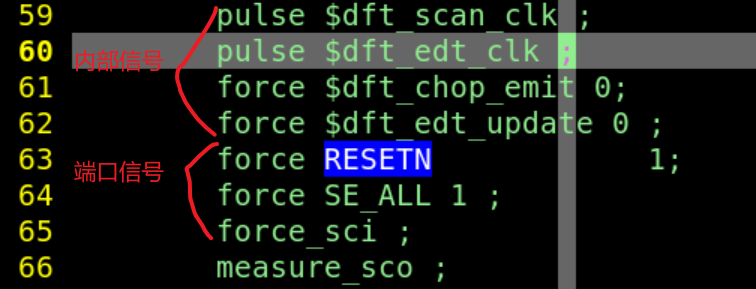 59 pulse $dft_scan_clk ;
60 pulse $dft_edt_clk ;
内部信号
61 force $dft_chop_emit 0;
62 force $dft_edt_update 0 ;
63 force RESETN 1;
端口信号
64 force SE_ALL 1 ;
65 force_sci ;
66 measure_sco ;